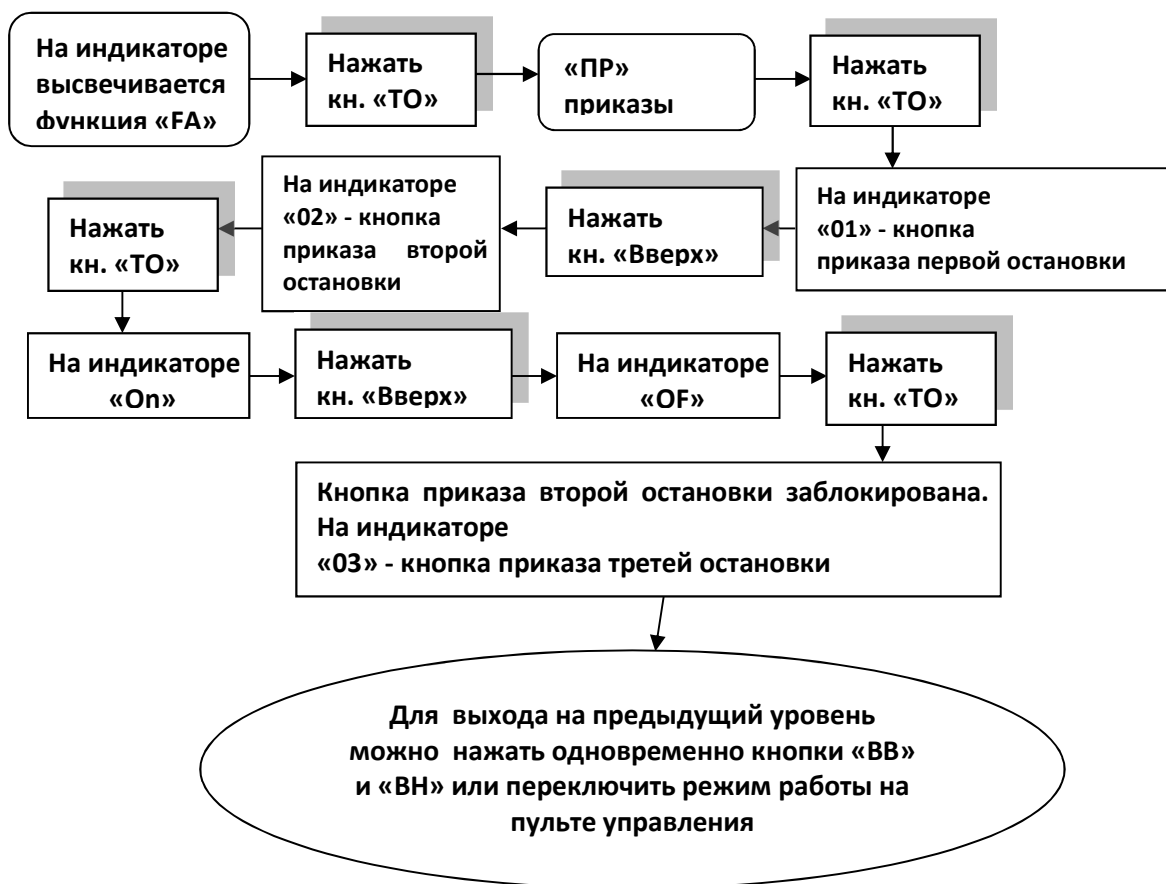 На индикаторе
высвечивается
функция «FA»
Нажать
кн. «ТО»
«ПР»
приказы
Нажать
кн. «ТО»
На индикаторе
«01» - кнопка
приказа первой остановки
Нажать
кн. «Вверх»
На индикаторе
«02» - кнопка
приказа второй
остановки
Нажать
кн. «ТО»
На индикаторе
«On»
Нажать
кн. «Вверх»
На индикаторе
«OF»
Нажать
кн. «ТО»
Кнопка приказа второй остановки заблокирована.
На индикаторе
«03» - кнопка приказа третей остановки
Для выхода на предыдущий уровень
можно нажать одновременно кнопки «ВВ»
и «ВН» или переключить режим работы на
пульте управления